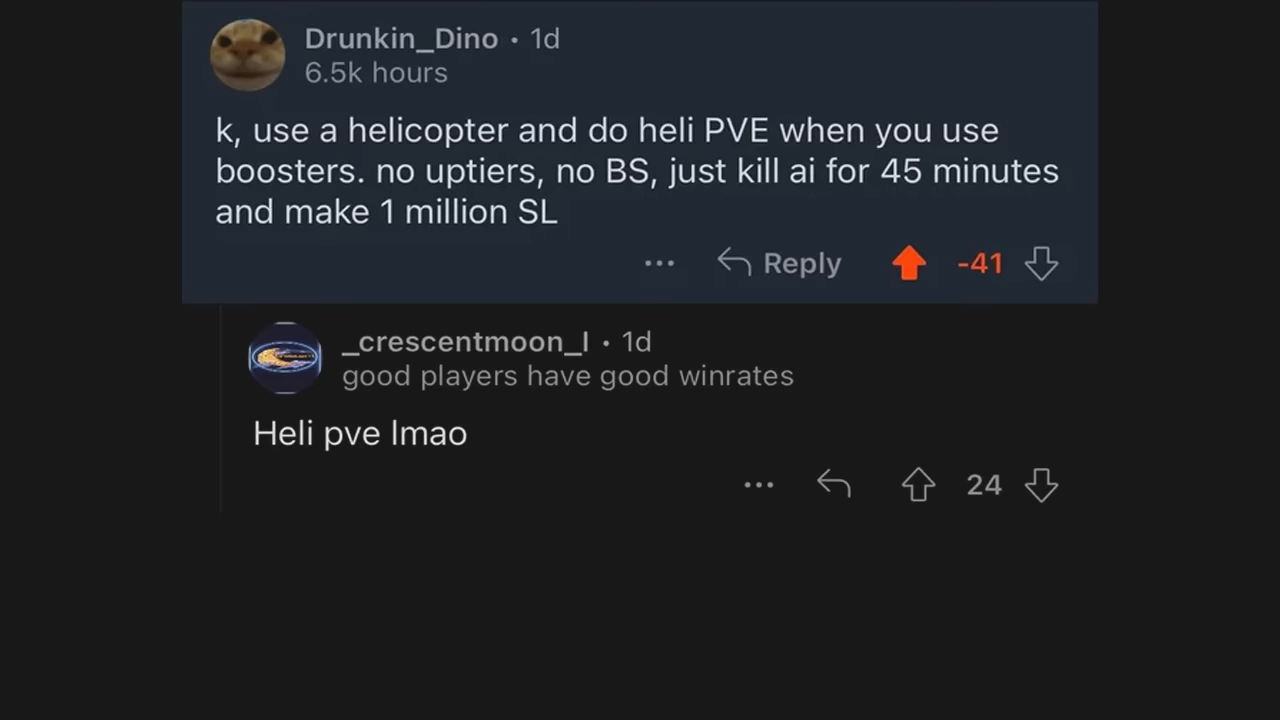 Drunkin_Dino • 1d
6.5k hours
k, use a helicopter and do heli PVE when you use
boosters. no uptiers, no BS, just kill ai for 45 minutes
and make 1 million SL
... Reply -41
_crescentmoon_l • 1d
good players have good winrates
Heli pve lmao
... 24